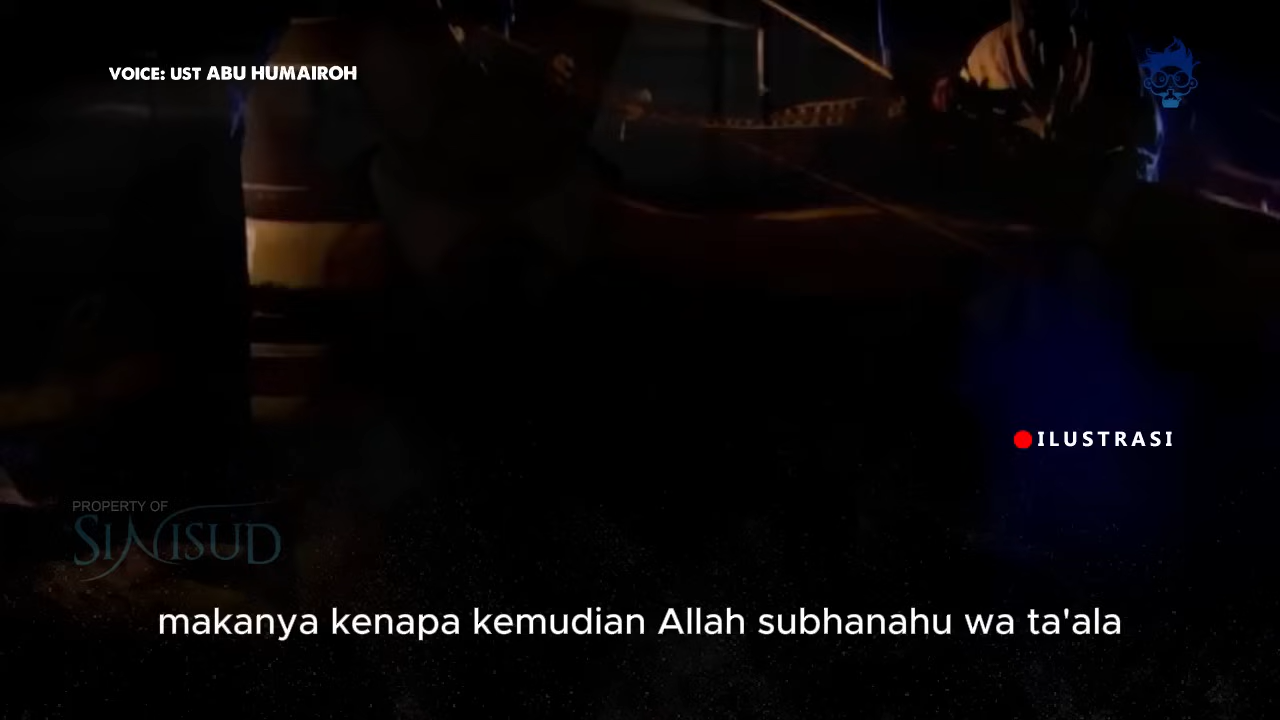 VOICE: UST ABU HUMAIROH
ILUSTRASI
PROPERTY OF
SINISUD
makanya kenapa kemudian Allah subhanahu wa ta'ala